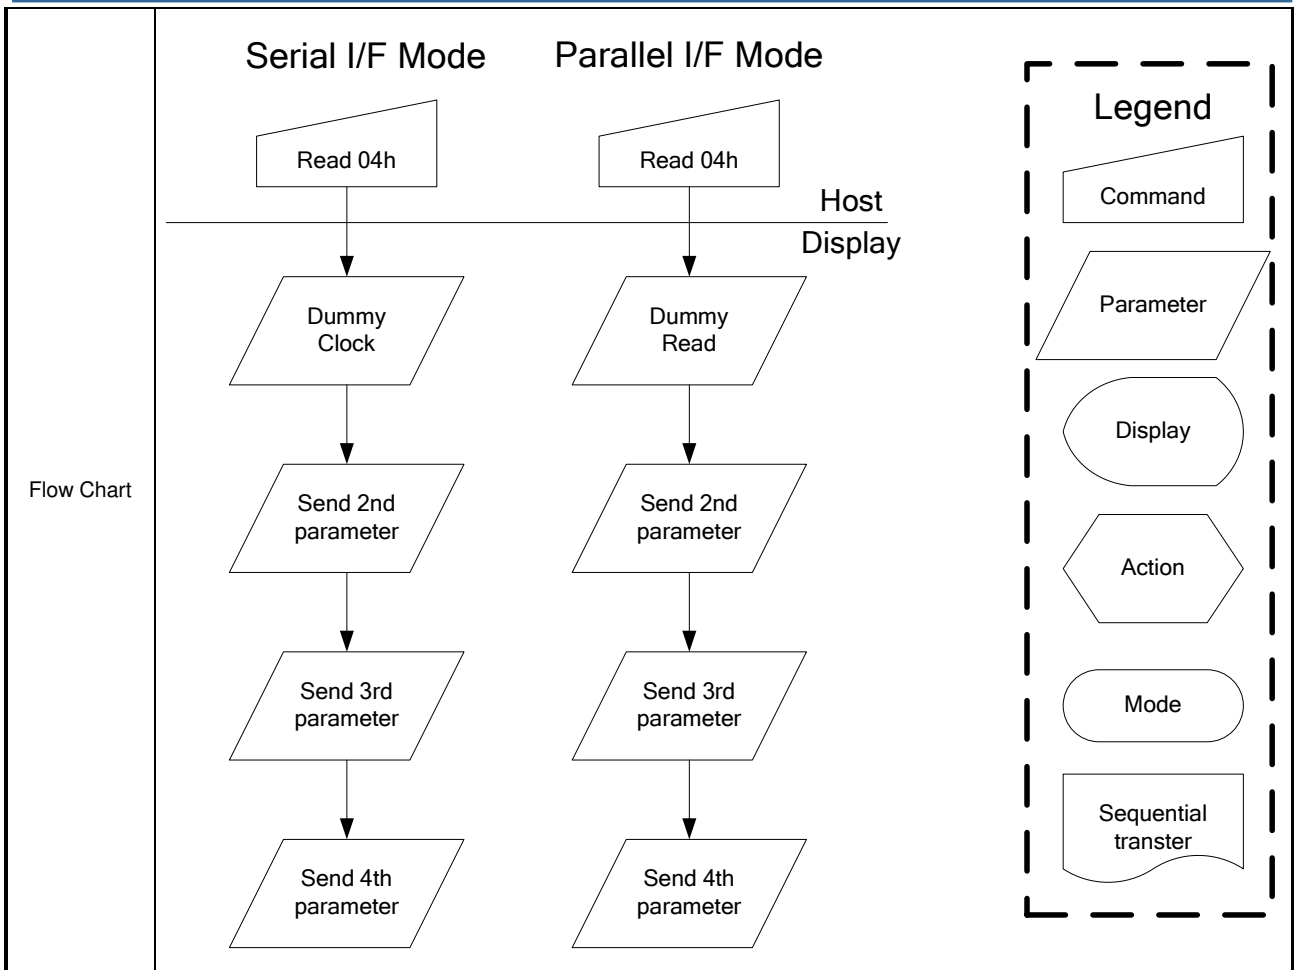 Flow Chart
Serial I/F Mode
Parallel I/F Mode
Read 04h
Read 04h
Host
Display
Dummy
Clock
Dummy
Read
Send 2nd
parameter
Send 2nd
parameter
Send 3rd
parameter
Send 3rd
parameter
Send 4th
parameter
Send 4th
parameter
Legend
Command
Parameter
Display
Action
Mode
Sequential
transter